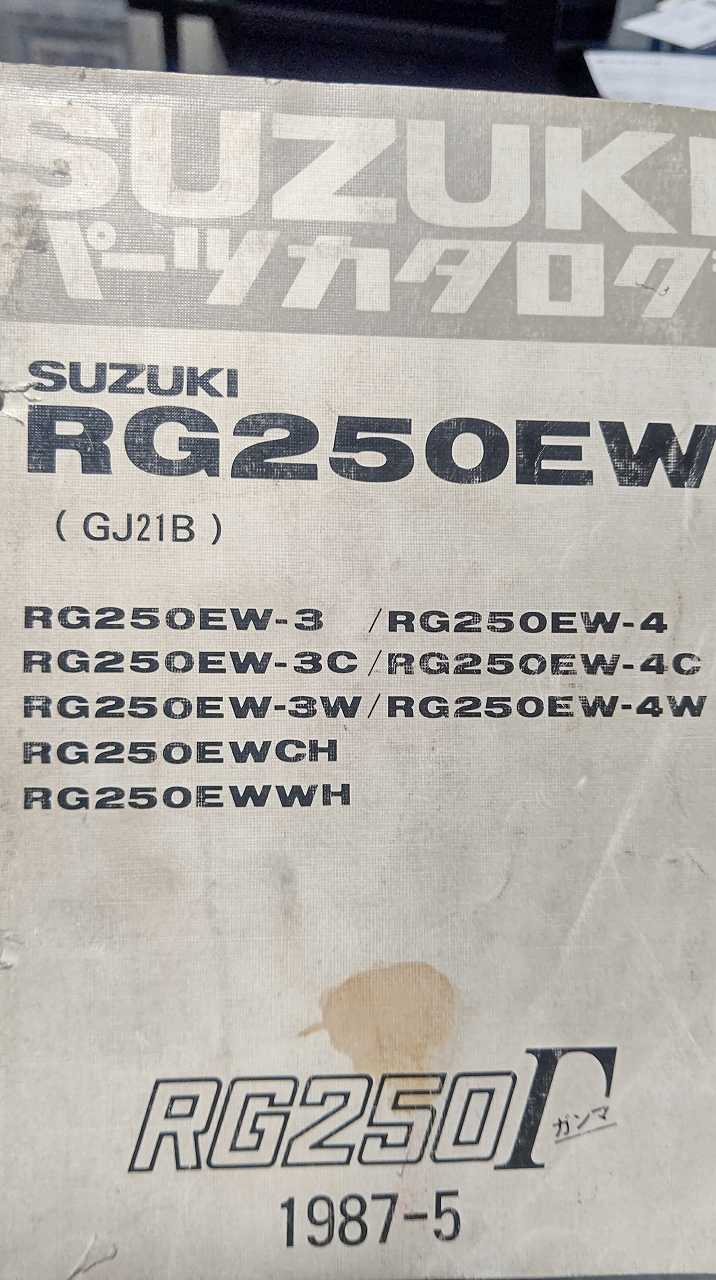 SUZUKI
パーツカタログ
SUZUKI
RG250EW
( GJ21B )
RG250EW-3 /RG250EW-4
RG250EW-3C/RG250EW-4C
RG250EW-3W/RG250EW-4W
RG250EWCH
RG250EWWH
RG250Γ ガンマ
1987-5